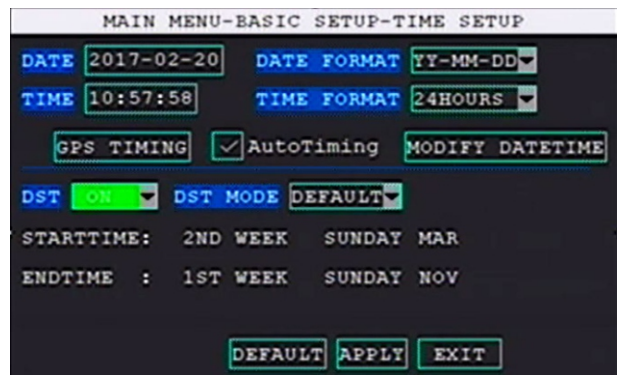 MAIN MENU-BASIC SETUP-TIME SETUP
DATE 2017-02-20 DATE FORMAT YY-MM-DD
TIME 10:57:58 TIME FORMAT 24HOURS
GPS TIMING AutoTiming MODIFY DATETIME
DST ON DST MODE DEFAULT
STARTTIME: 2ND WEEK SUNDAY MAR
ENDTIME : 1ST WEEK SUNDAY NOV
DEFAULT APPLY EXIT